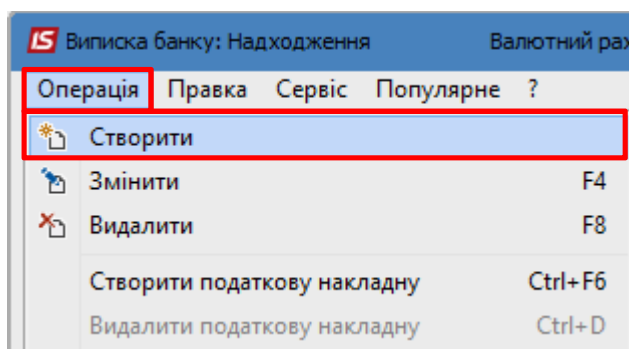 IS Виписка банку: Надходження Валютний рах
Операція Правка Сервіс Популярне ?
Створити
Змінити F4
Видалити F8
Створити податкову накладну Ctrl+F6
Видалити податкову накладну Ctrl+D